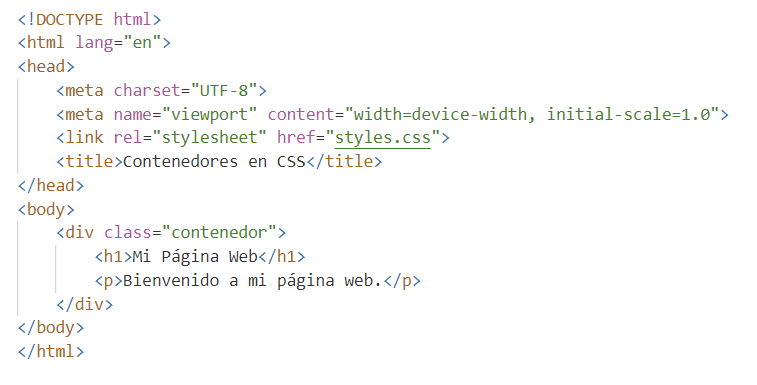 <!DOCTYPE html>
<html lang="en">
<head>
    <meta charset="UTF-8">
    <meta name="viewport" content="width=device-width, initial-scale=1.0">
    <link rel="stylesheet" href="styles.css">
    <title>Contenedores en CSS</title>
</head>
<body>
    <div class="contenedor">
        <h1>Mi Página Web</h1>
        <p>Bienvenido a mi página web.</p>
    </div>
</body>
</html>